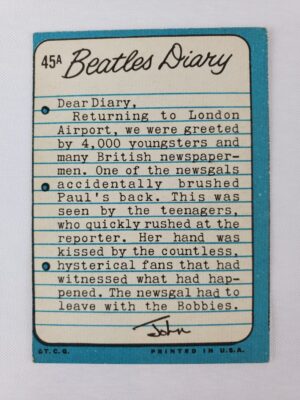 45A Beatles Diary
Dear Diary,
Returning to London
Airport, we were greeted
by 4,000 youngsters and
many British newspaper-
men. One of the newsgals
accidentally brushed
Paul's back. This was
seen by the teenagers,
who quickly rushed at the
reporter. Her hand was
kissed by the countless,
hysterical fans that had
witnessed what had hap-
pened. The newsgal had to
leave with the Bobbies.
John
©T.C.G. PRINTED IN U.S.A.